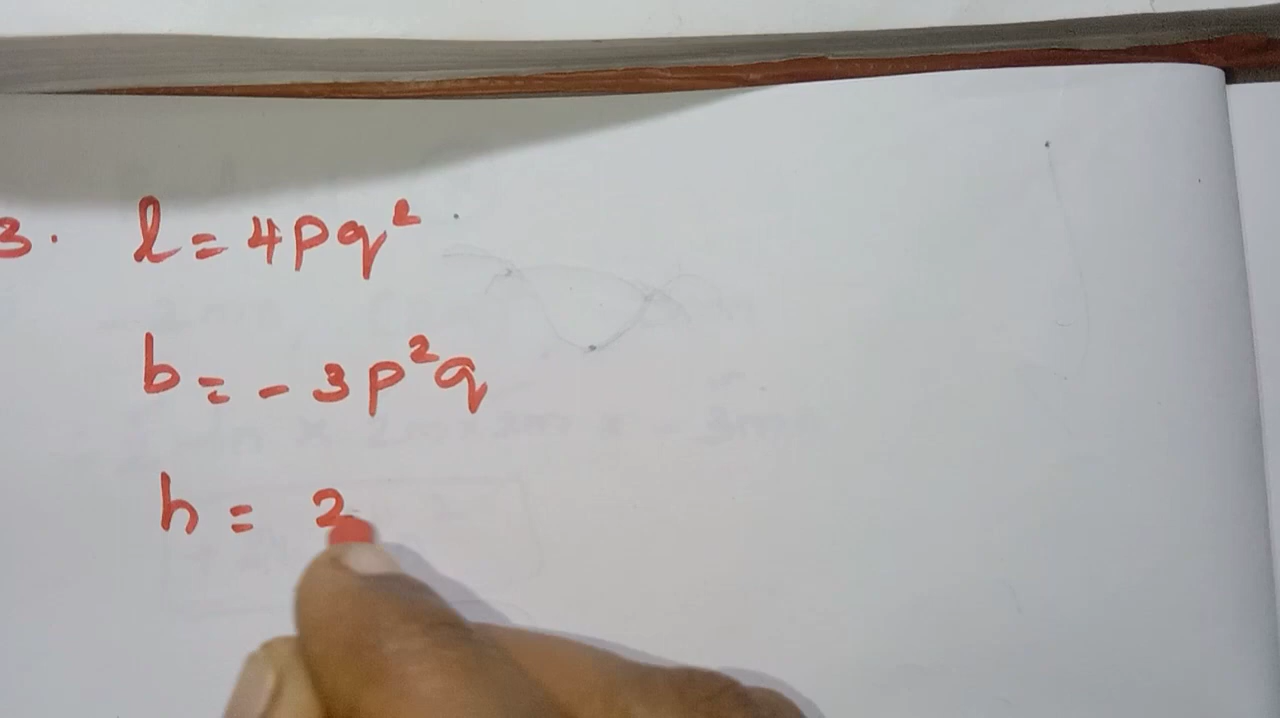 3. l = 4pq²
b = - 3p²q
h = 2